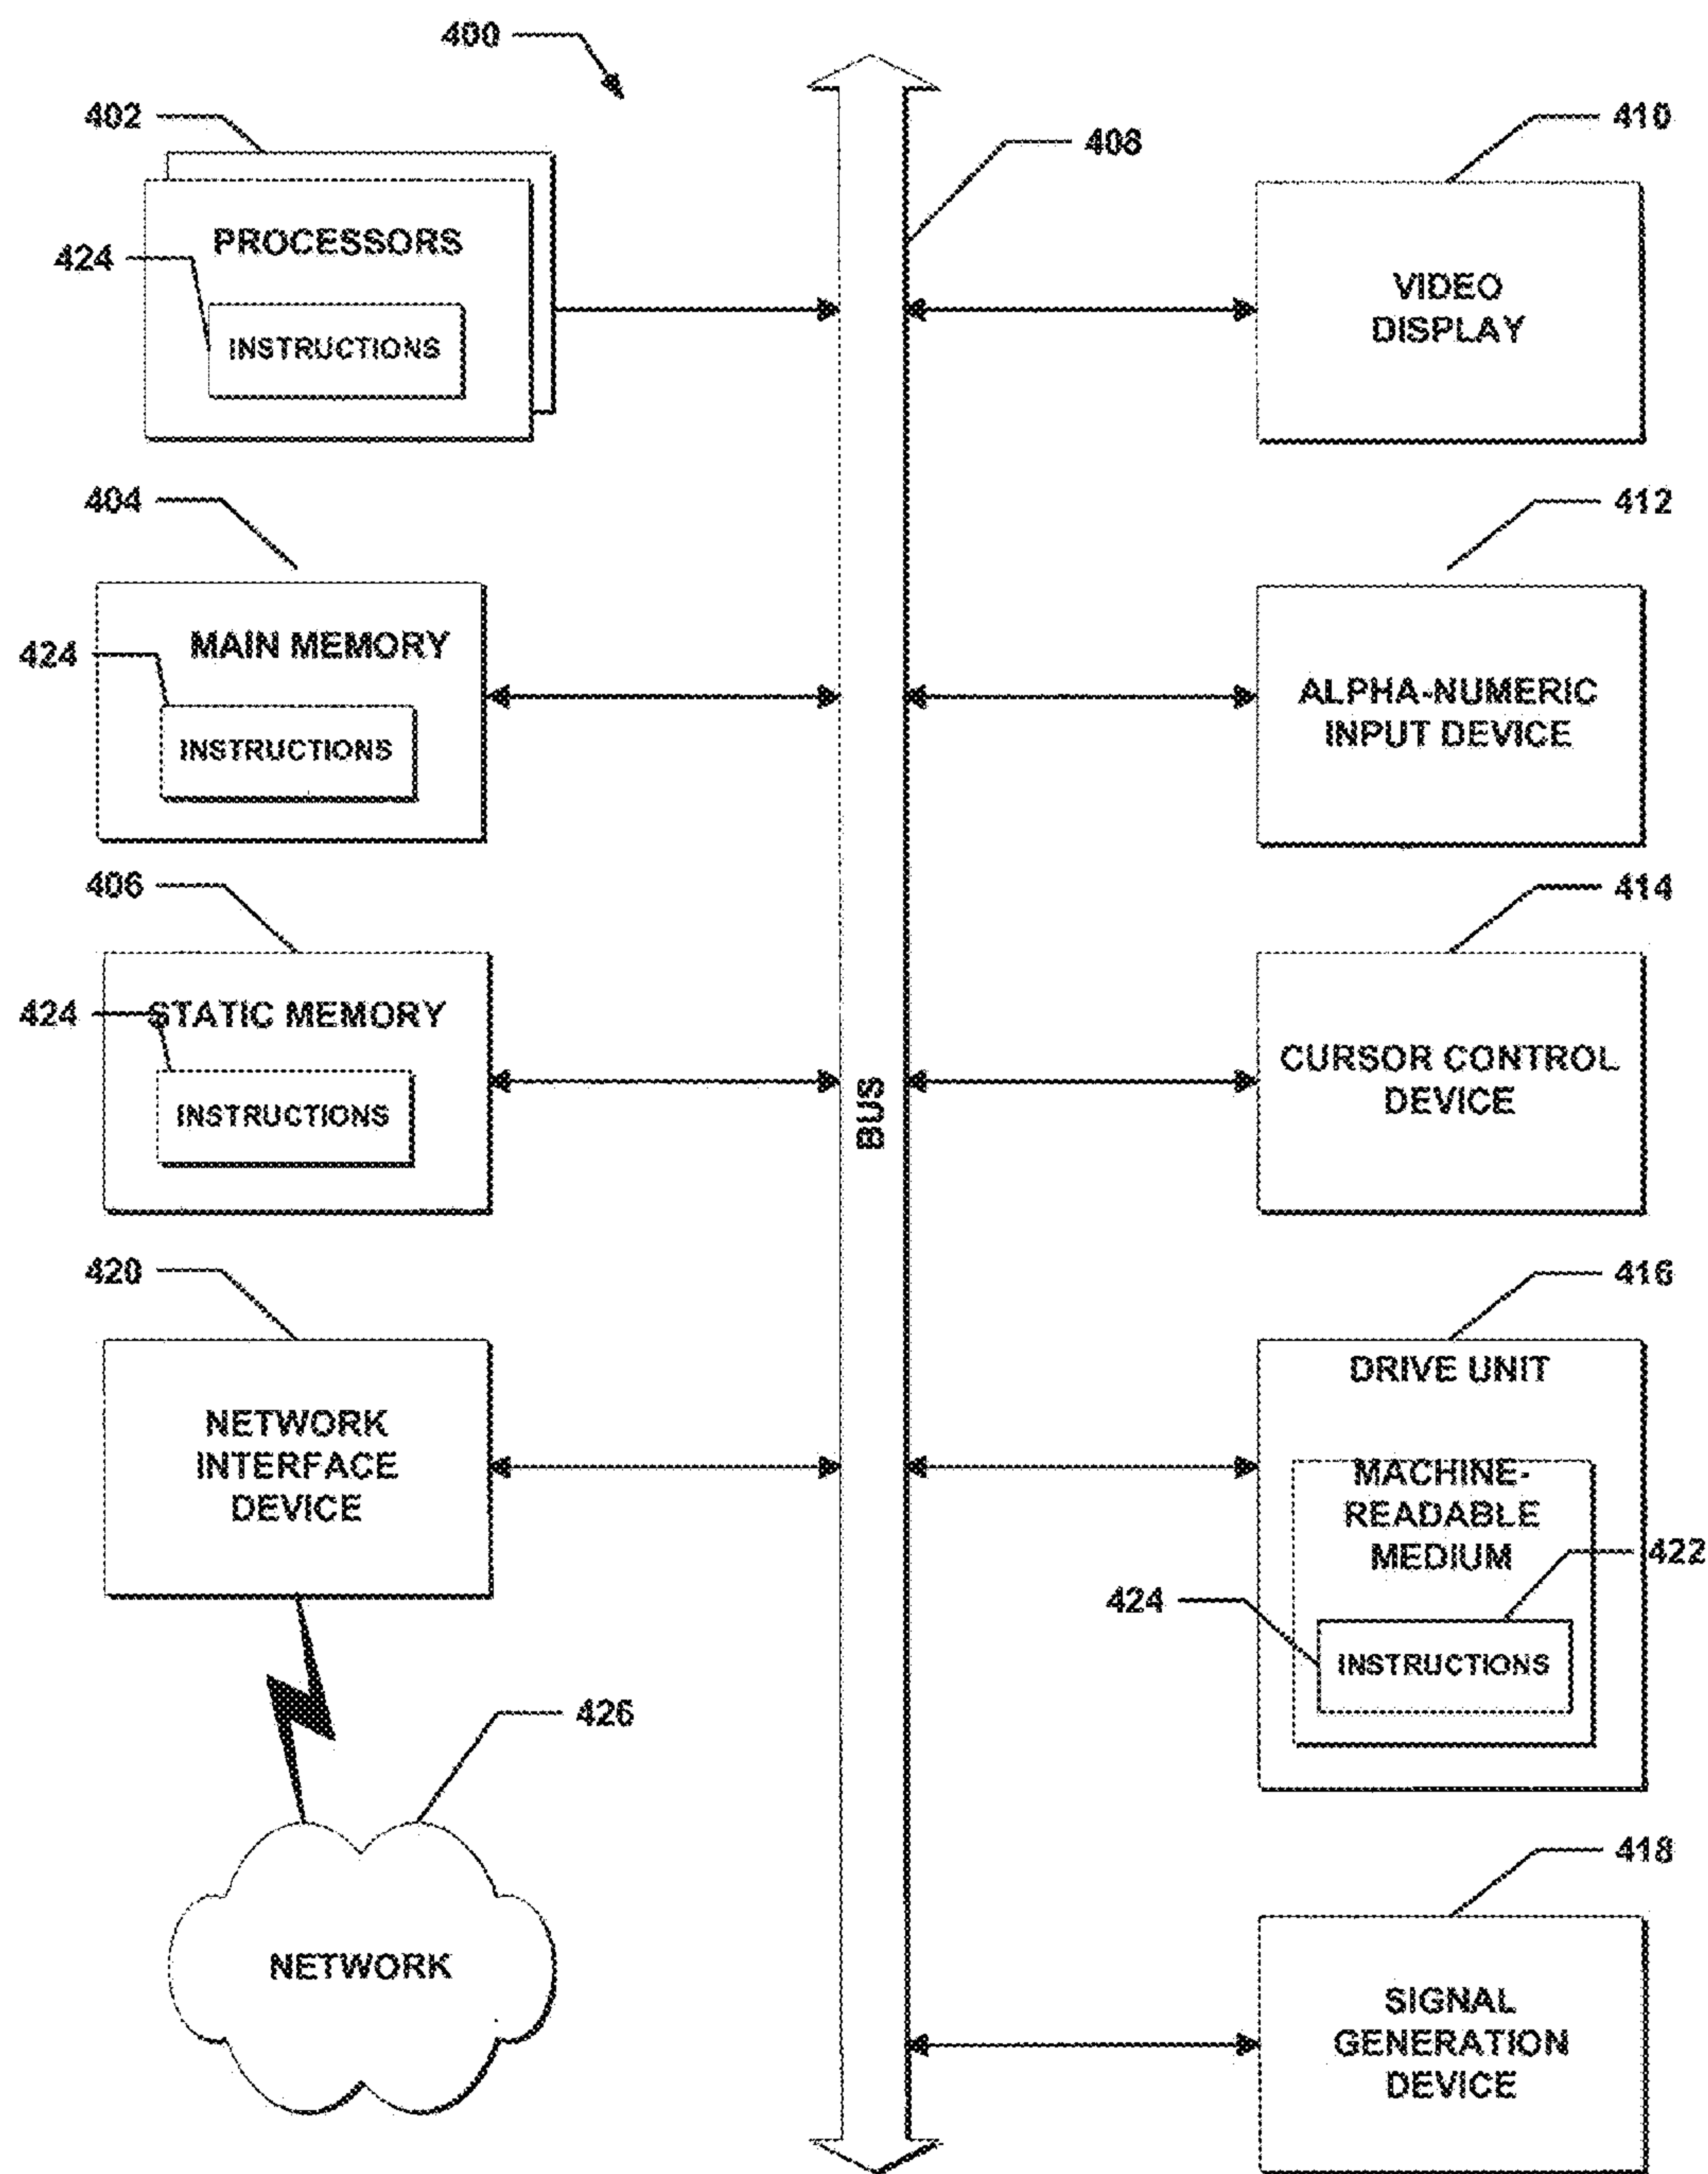 400
402
PROCESSORS
424
INSTRUCTIONS
404
MAIN MEMORY
424
INSTRUCTIONS
406
STATIC MEMORY
424
INSTRUCTIONS
420
NETWORK
INTERFACE
DEVICE
426
NETWORK
408
BUS
410
VIDEO
DISPLAY
412
ALPHA-NUMERIC
INPUT DEVICE
414
CURSOR CONTROL
DEVICE
416
DRIVE UNIT
MACHINE-
READABLE
MEDIUM
422
424
INSTRUCTIONS
418
SIGNAL
GENERATION
DEVICE